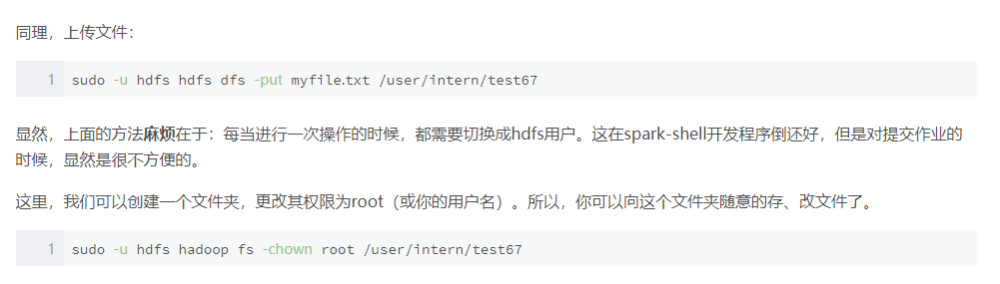 同理，上传文件：
1 sudo -u hdfs hdfs dfs -put myfile.txt /user/intern/test67
显然，上面的方法麻烦在于：每当进行一次操作的时候，都需要切换成hdfs用户。这在spark-shell开发程序倒还好，但是对提交作业的
时候，显然是很不方便的。
这里，我们可以创建一个文件夹，更改其权限为root（或你的用户名）。所以，你可以向这个文件夹随意的存、改文件了。
1 sudo -u hdfs hadoop fs -chown root /user/intern/test67